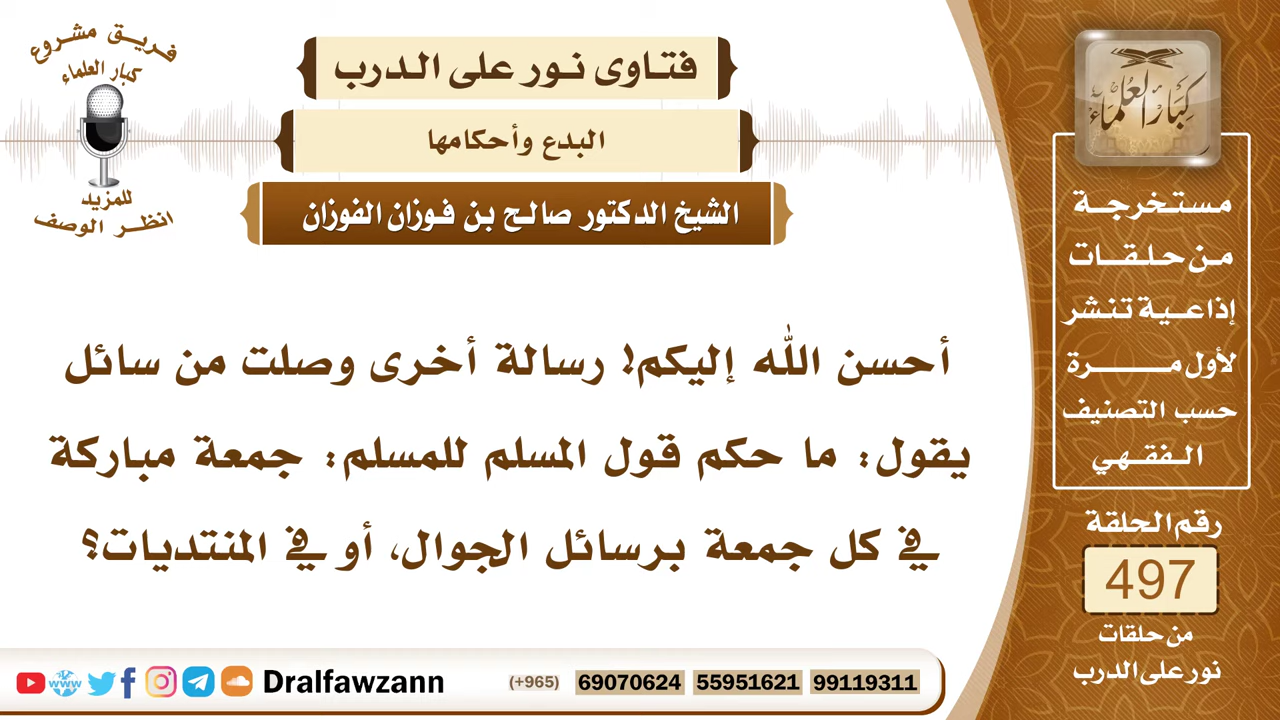 فريق مشروع
كبار العلماء
للمزيد
انظر الوصف
فتاوى نور على الدرب
البدع وأحكامها
الشيخ الدكتور صالح بن فوزان الفوزان
أحسن الله إليكم! رسالة أخرى وصلت من سائل
يقول: ما حكم قول المسلم للمسلم: جمعة مباركة
في كل جمعة برسائل الجوال، أو في المنتديات؟
كبار العلماء
مستخرجة
من حلقات
إذاعية تنشر
لأول مرة
حسب التصنيف
الفقهي
رقم الحلقة
497
من حلقات
نور على الدرب
www
Dralfawzann
(+965) 69070624 55951621 99119311